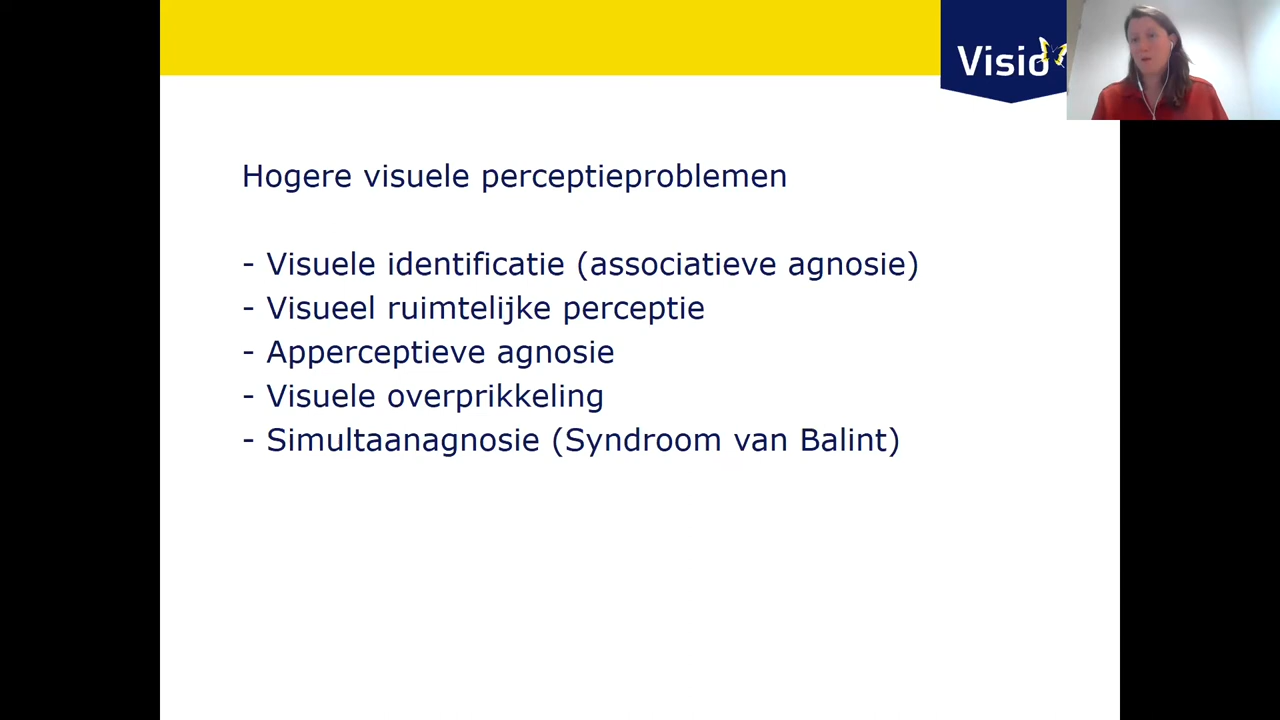 Visio
Hogere visuele perceptieproblemen
- Visuele identificatie (associatieve agnosie)
- Visueel ruimtelijke perceptie
- Apperceptieve agnosie
- Visuele overprikkeling
- Simultaanagnosie (Syndroom van Balint)